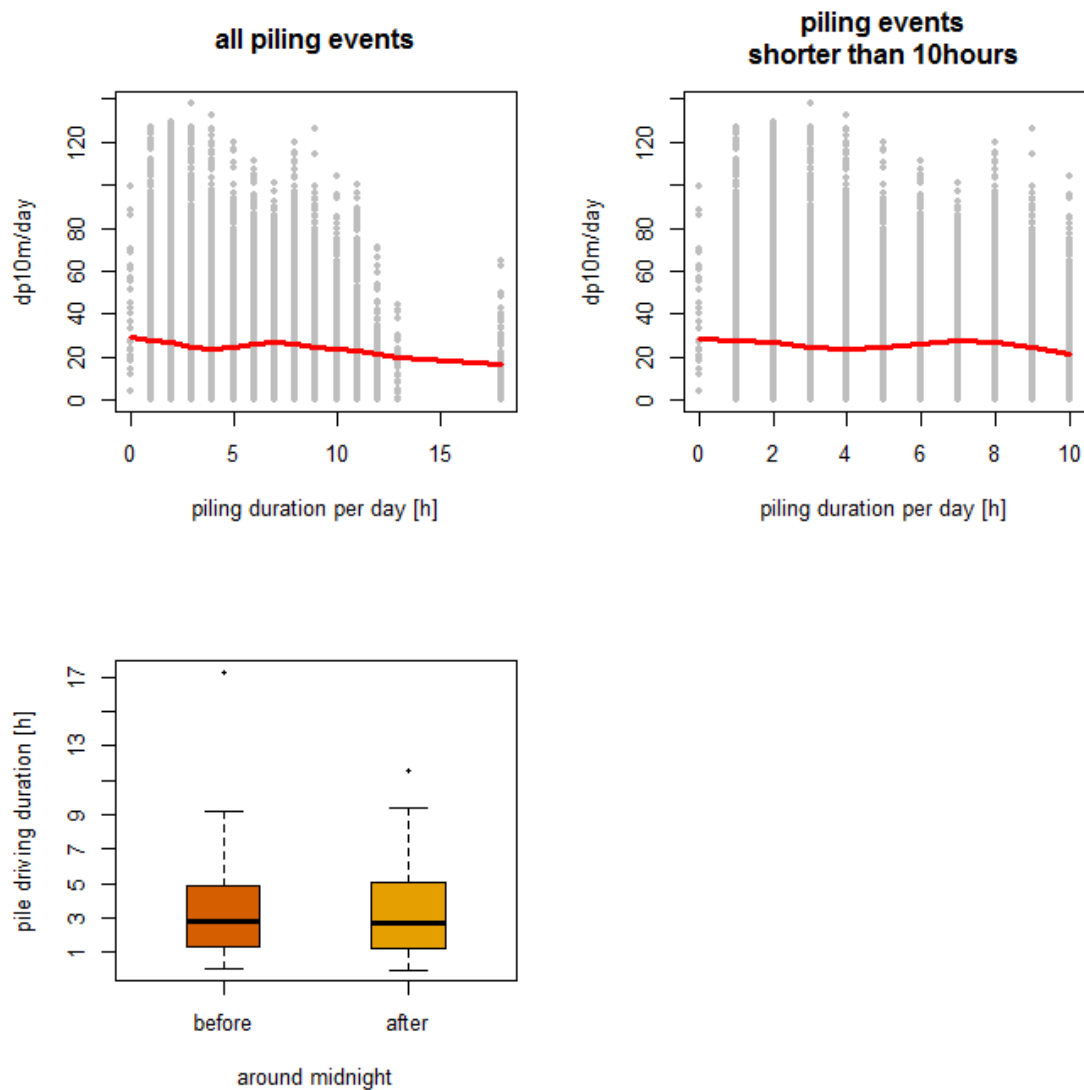 all piling events
piling events
shorter than 10hours
dp10m/day
0 20 40 60 80 120
0 5 10 15
piling duration per day [h]
dp10m/day
0 20 40 60 80 120
0 2 4 6 8 10
piling duration per day [h]
pile driving duration [h]
1 3 5 7 9 13 17
before after
around midnight